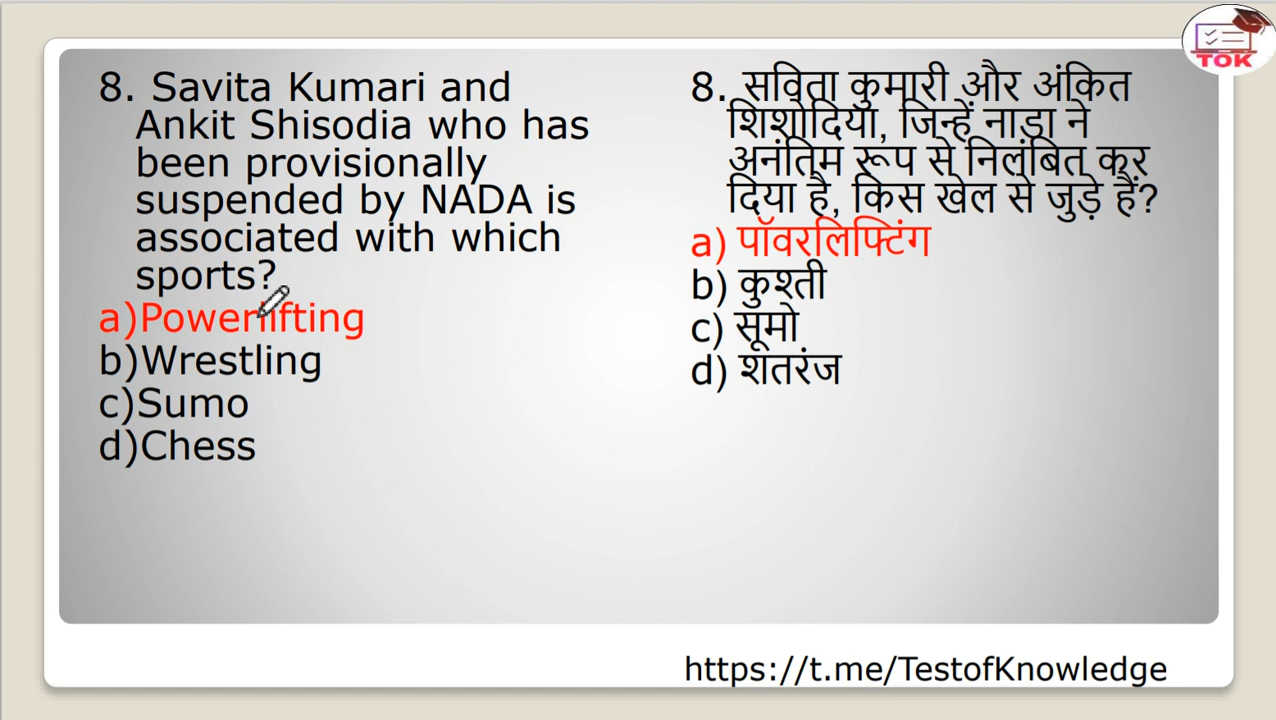 TOK
8. Savita Kumari and
Ankit Shisodia who has
been provisionally
suspended by NADA is
associated with which
sports?
a)Powerlifting
b)Wrestling
c)Sumo
d)Chess
8. सविता कुमारी और अंकित
शिशोदिया, जिन्हें नाडा ने
अनंतिम रूप से निलंबित कर
दिया है, किस खेल से जुड़े हैं?
a) पॉवरलिफ्टिंग
b) कुश्ती
c) सूमो
d) शतरंज
https://t.me/TestofKnowledge